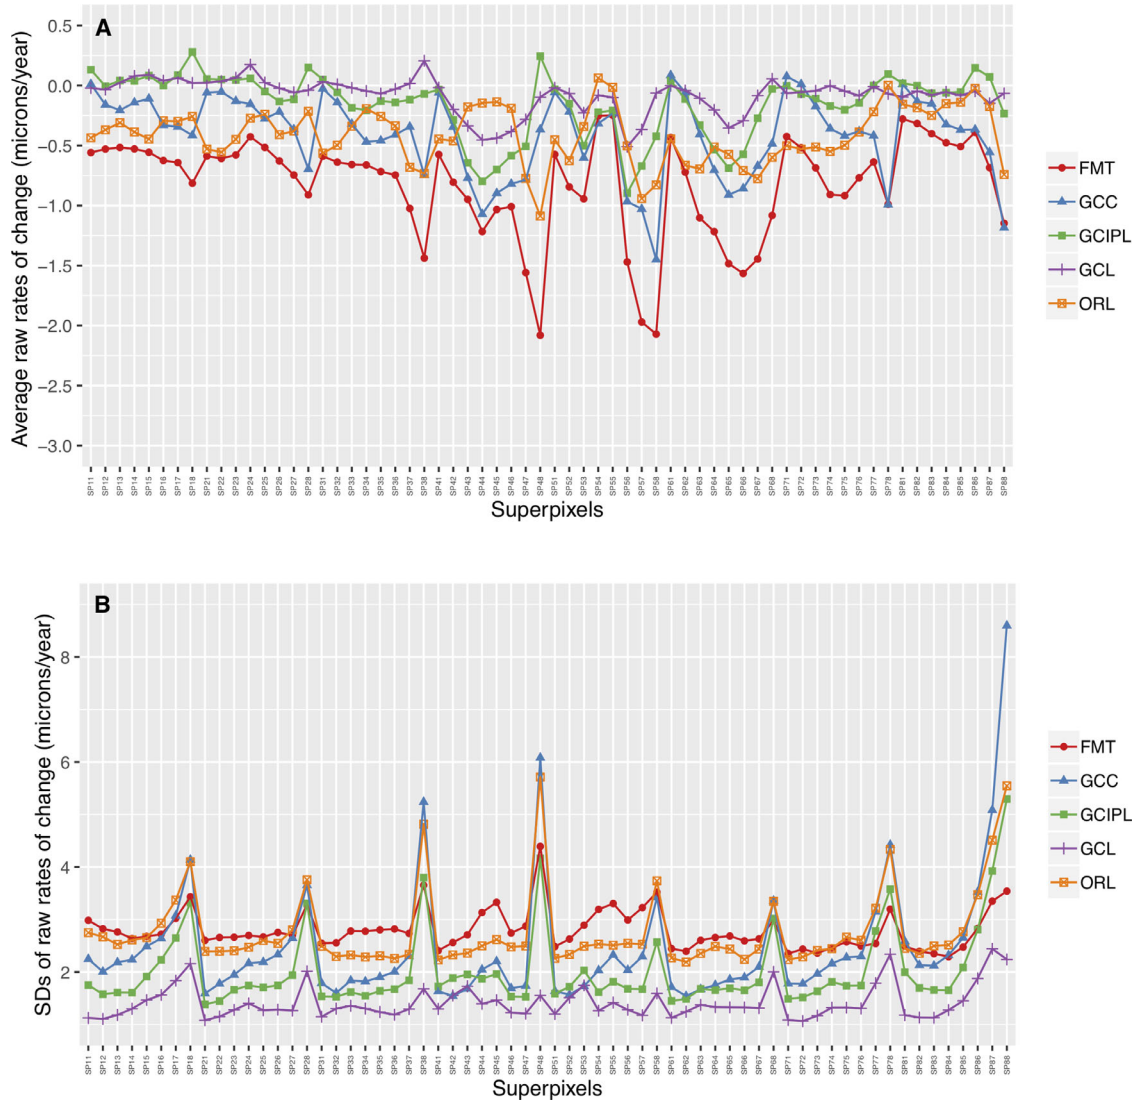 A
Average raw rates of change (microns/year)
0.5
0.0
−0.5
−1.0
−1.5
−2.0
−2.5
−3.0
SP11 SP12 SP13 SP14 SP15 SP16 SP17 SP18 SP21 SP22 SP23 SP24 SP25 SP26 SP27 SP28 SP31 SP32 SP33 SP34 SP35 SP36 SP37 SP38 SP41 SP42 SP43 SP44 SP45 SP46 SP47 SP48 SP51 SP52 SP53 SP54 SP55 SP56 SP57 SP58 SP61 SP62 SP63 SP64 SP65 SP66 SP67 SP68 SP71 SP72 SP73 SP74 SP75 SP76 SP77 SP78 SP81 SP82 SP83 SP84 SP85 SP86 SP87 SP88
Superpixels
FMT
GCC
GCIPL
GCL
ORL
B
SDs of raw rates of change (microns/year)
8
6
4
2
SP11 SP12 SP13 SP14 SP15 SP16 SP17 SP18 SP21 SP22 SP23 SP24 SP25 SP26 SP27 SP28 SP31 SP32 SP33 SP34 SP35 SP36 SP37 SP38 SP41 SP42 SP43 SP44 SP45 SP46 SP47 SP48 SP51 SP52 SP53 SP54 SP55 SP56 SP57 SP58 SP61 SP62 SP63 SP64 SP65 SP66 SP67 SP68 SP71 SP72 SP73 SP74 SP75 SP76 SP77 SP78 SP81 SP82 SP83 SP84 SP85 SP86 SP87 SP88
Superpixels
FMT
GCC
GCIPL
GCL
ORL